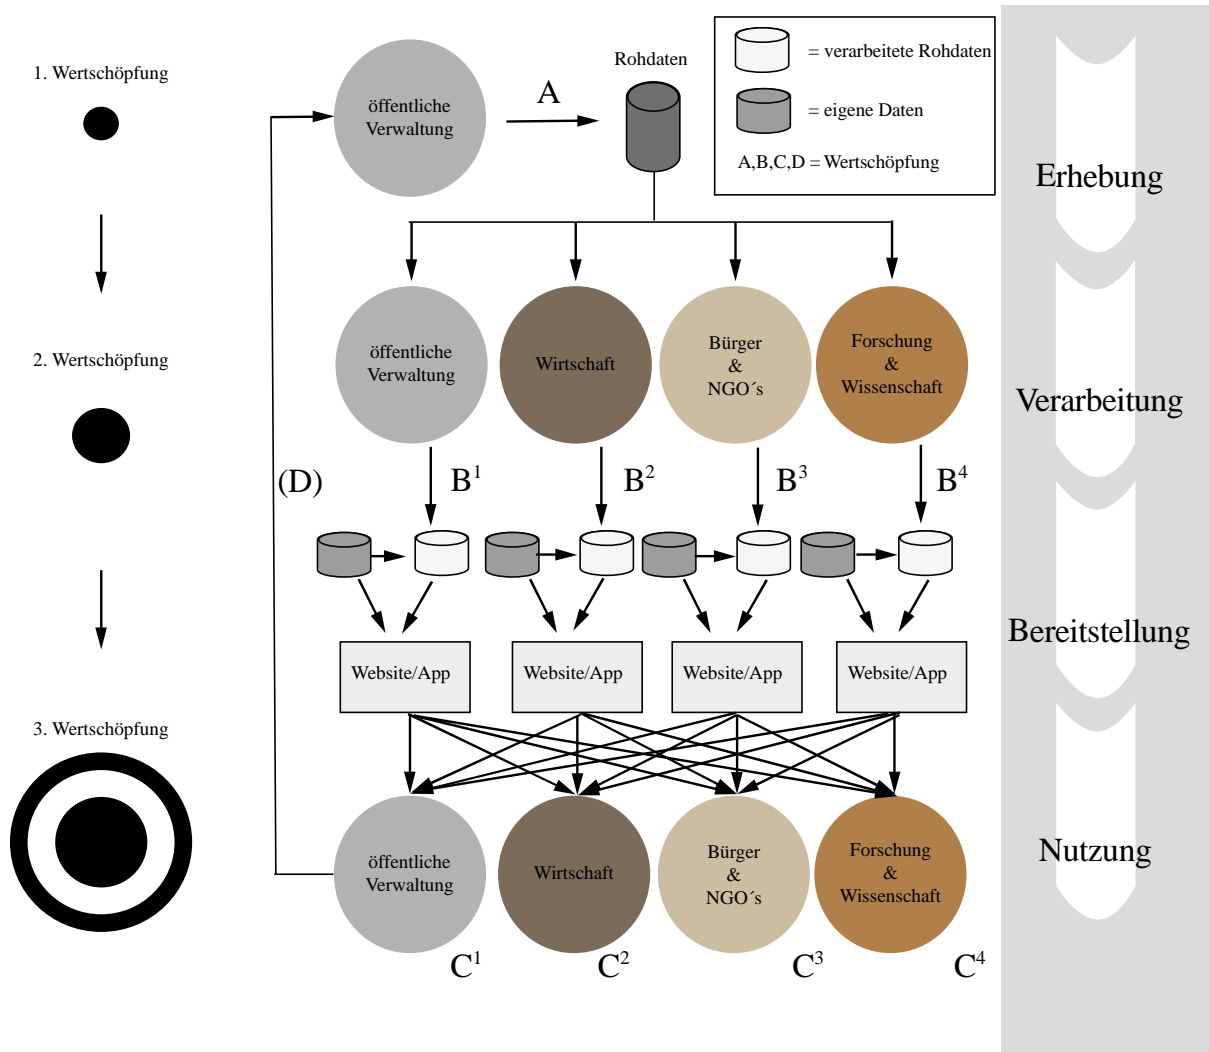 1. Wertschöpfung
öffentliche
Verwaltung
A
Rohdaten
= verarbeitete Rohdaten
= eigene Daten
A,B,C,D = Wertschöpfung
Erhebung
2. Wertschöpfung
öffentliche
Verwaltung
Wirtschaft
Bürger
&
NGO´s
Forschung
&
Wissenschaft
Verarbeitung
(D)
B¹
B²
B³
B⁴
Bereitstellung
Website/App
Website/App
Website/App
Website/App
3. Wertschöpfung
öffentliche
Verwaltung
Wirtschaft
Bürger
&
NGO´s
Forschung
&
Wissenschaft
Nutzung
C¹
C²
C³
C⁴